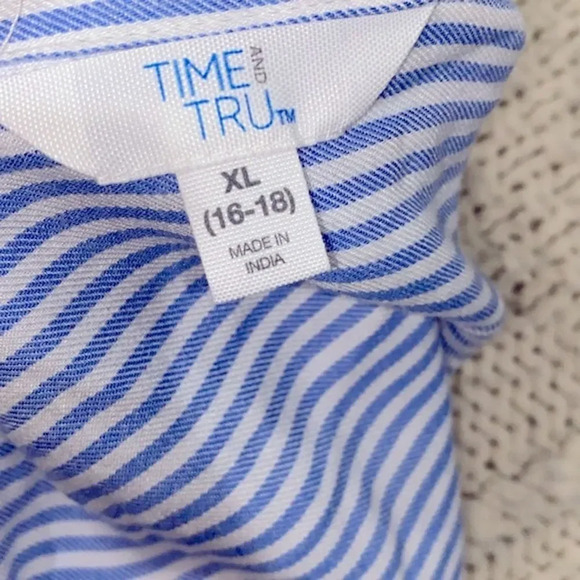 TIME AND
TRU™
XL
(16-18)
MADE IN
INDIA